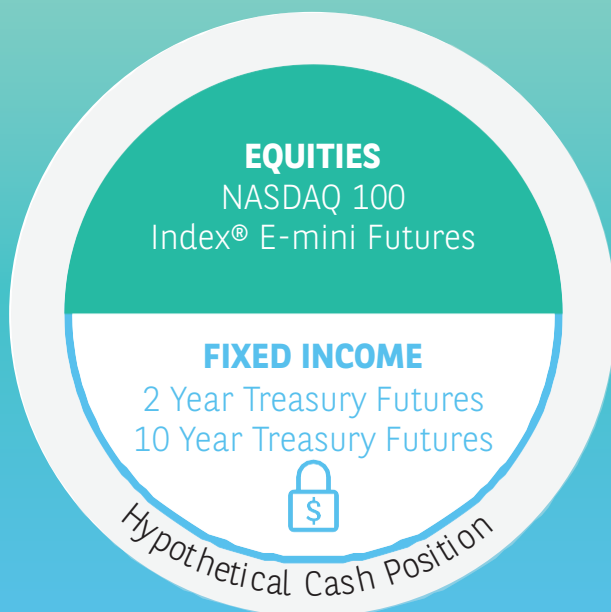 EQUITIES
NASDAQ 100
Index® E-mini Futures
FIXED INCOME
2 Year Treasury Futures
10 Year Treasury Futures
$
Hypothetical Cash Position